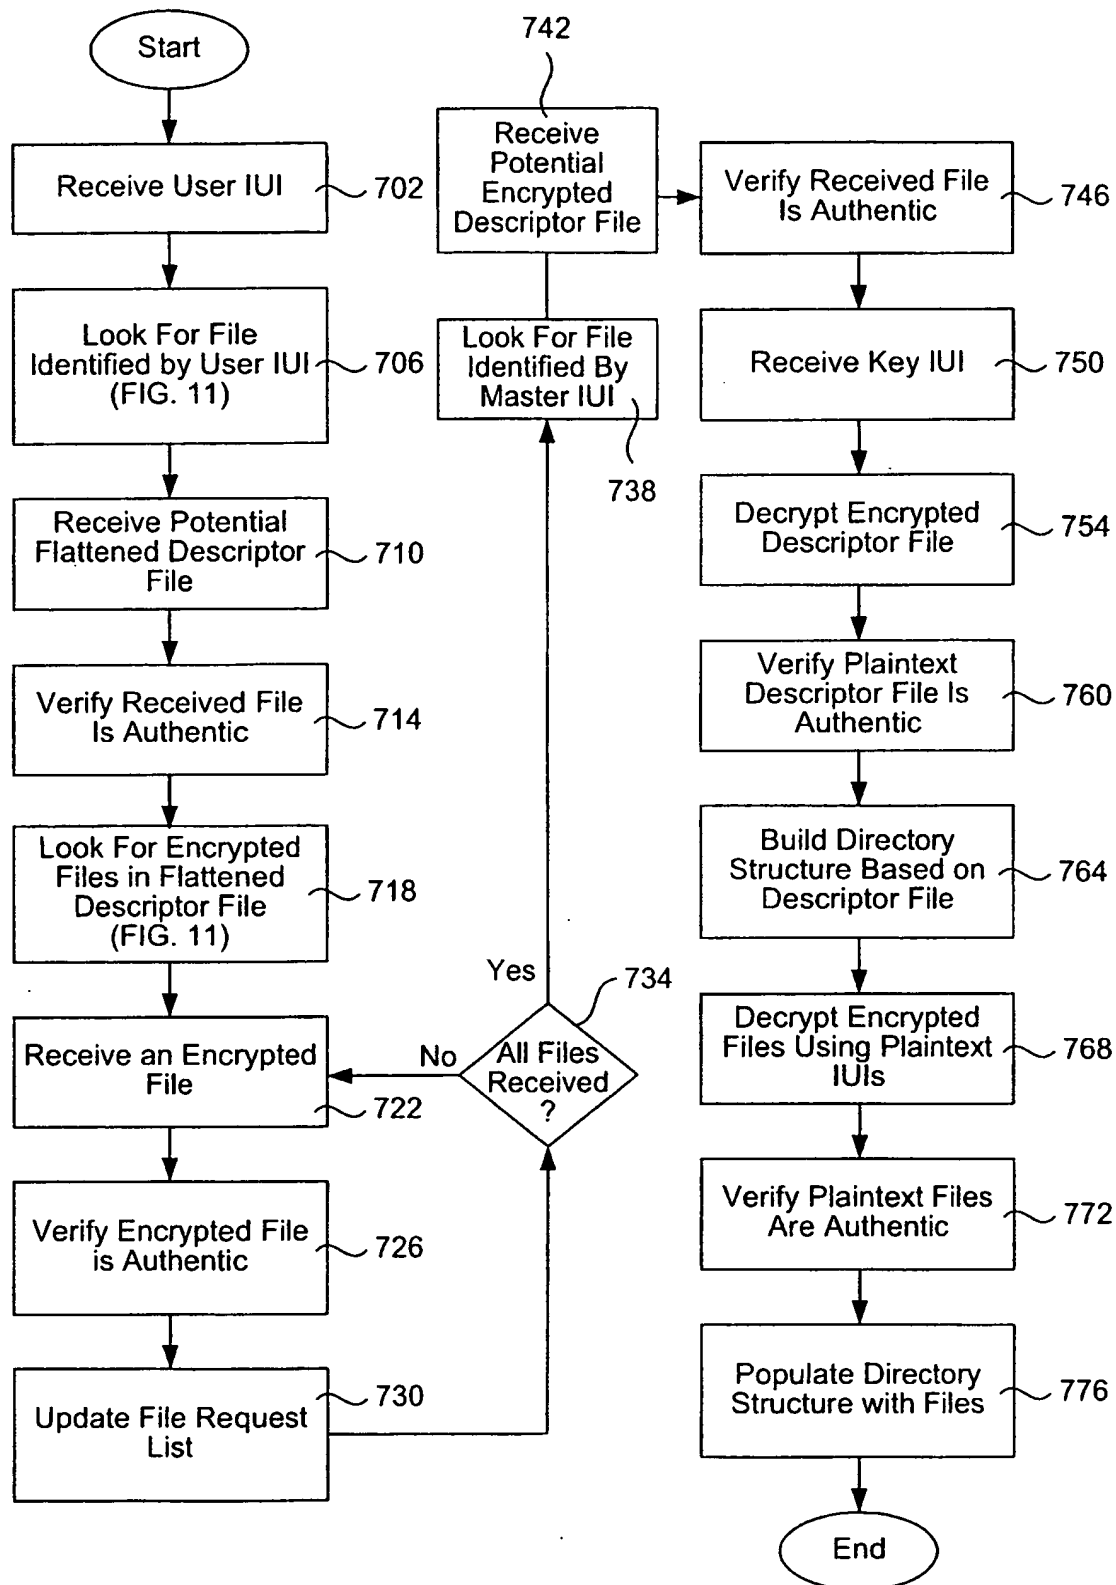 Start
Receive User IUI
702
Look For File
Identified by User IUI
(FIG. 11)
706
Receive Potential
Flattened Descriptor
File
710
Verify Received File
Is Authentic
714
Look For Encrypted
Files in Flattened
Descriptor File
(FIG. 11)
718
Receive an Encrypted
File
722
Verify Encrypted File
is Authentic
726
Update File Request
List
730
All Files
Received
?
734
No
Yes
Look For File
Identified By
Master IUI
738
Receive
Potential
Encrypted
Descriptor File
742
Verify Received File
Is Authentic
746
Receive Key IUI
750
Decrypt Encrypted
Descriptor File
754
Verify Plaintext
Descriptor File Is
Authentic
760
Build Directory
Structure Based on
Descriptor File
764
Decrypt Encrypted
Files Using Plaintext
IUIs
768
Verify Plaintext Files
Are Authentic
772
Populate Directory
Structure with Files
776
End